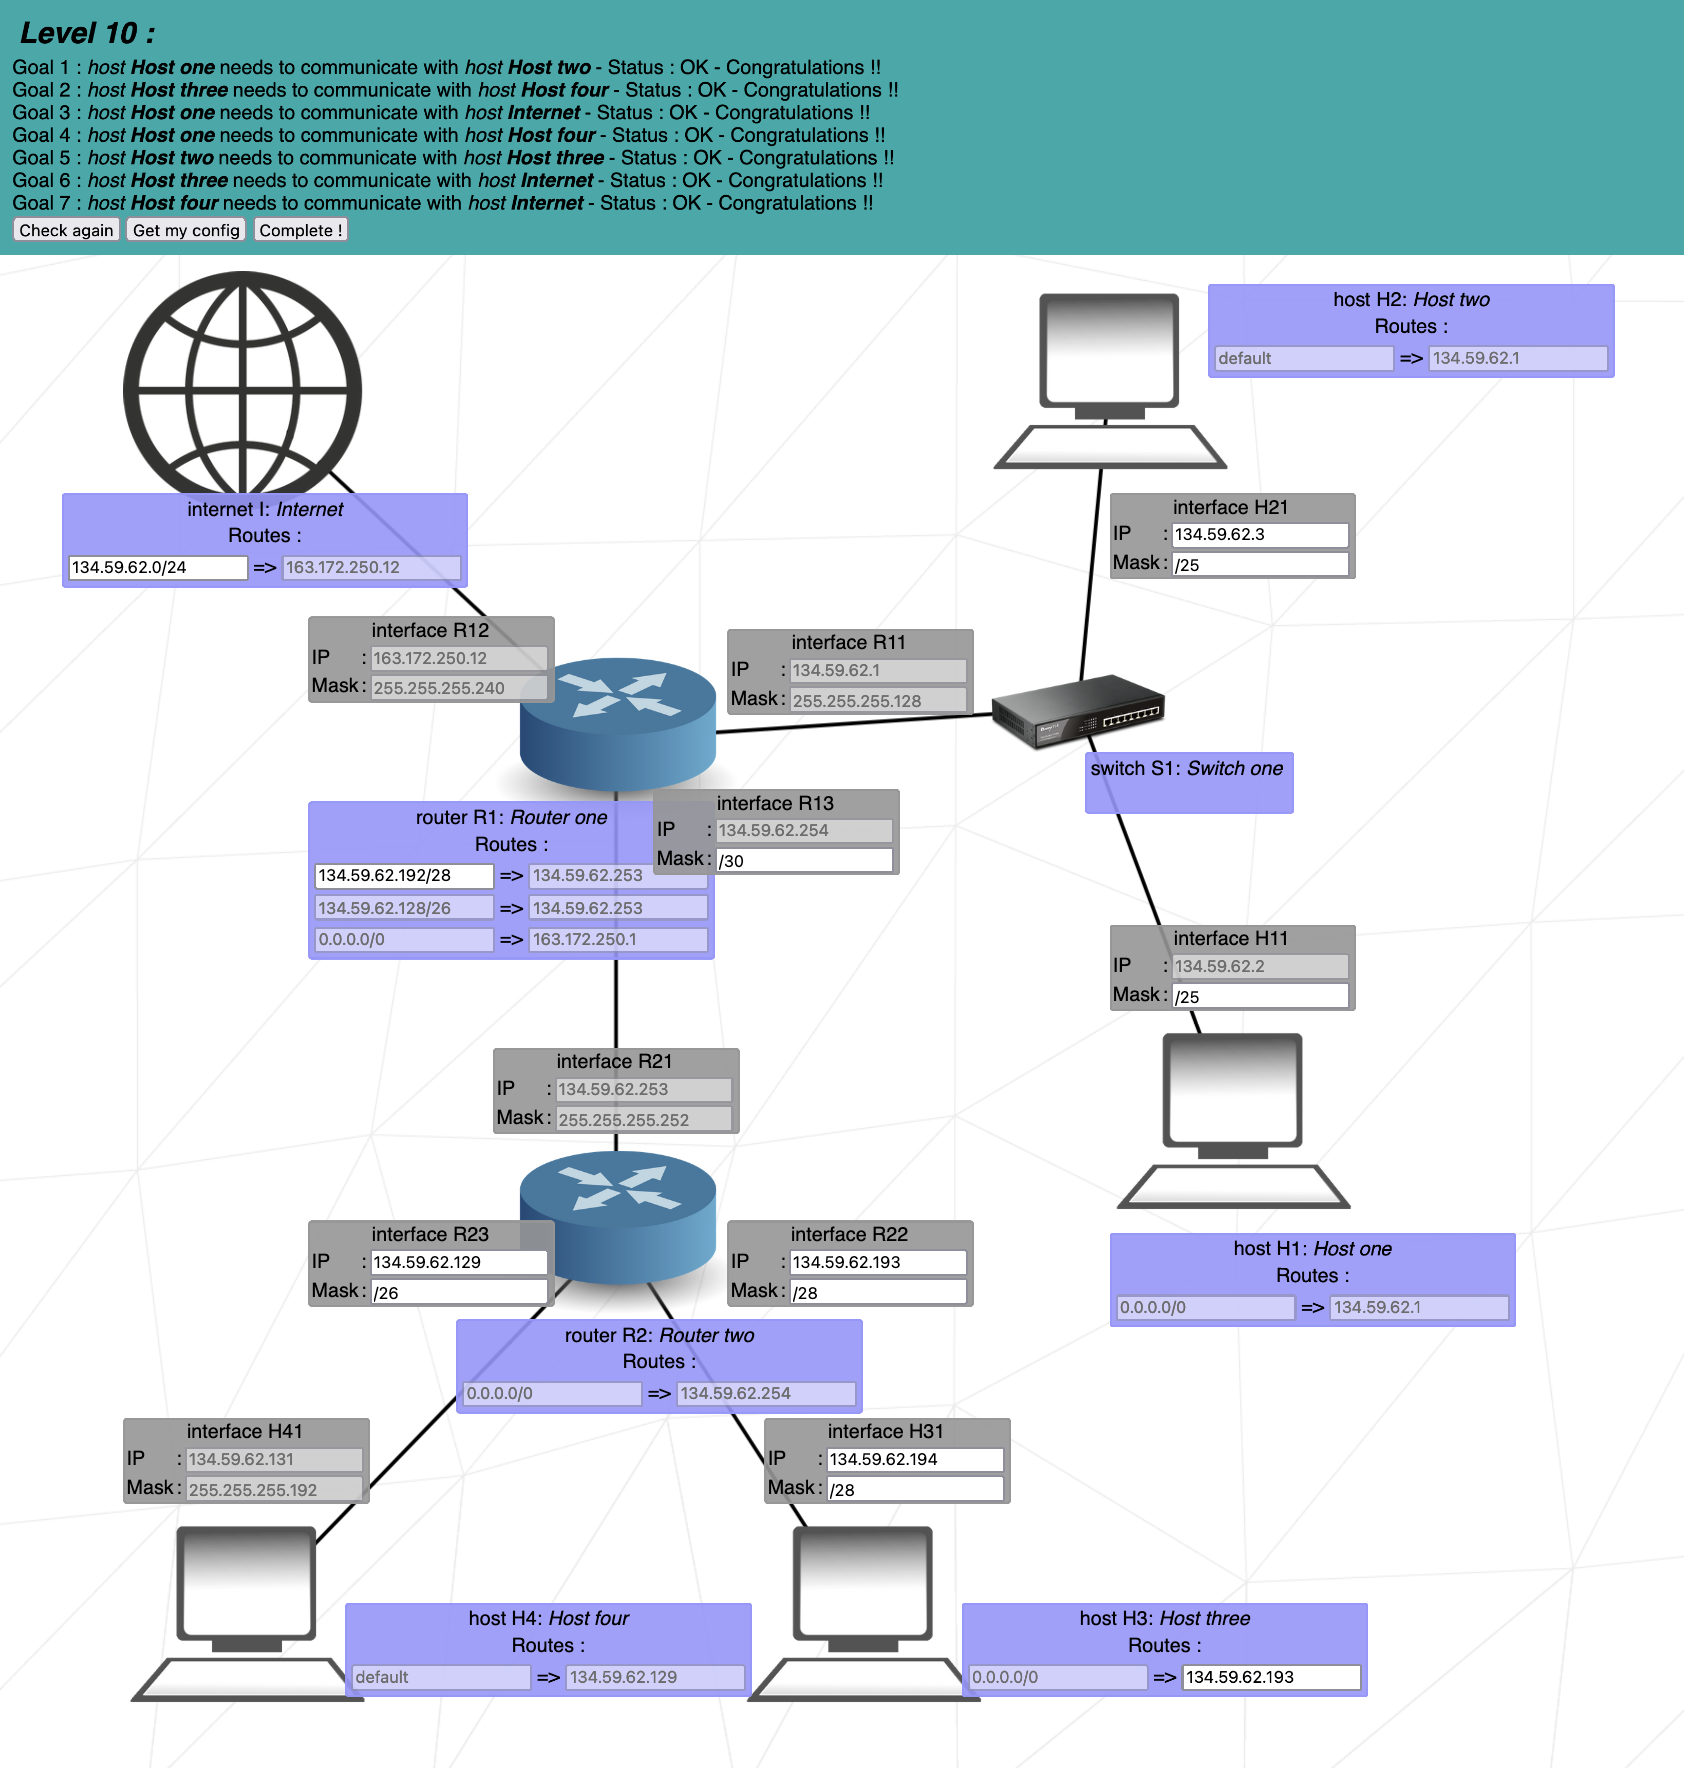 Level 10 :
Goal 1 : host Host one needs to communicate with host Host two - Status : OK - Congratulations !!
Goal 2 : host Host three needs to communicate with host Host four - Status : OK - Congratulations !!
Goal 3 : host Host one needs to communicate with host Internet - Status : OK - Congratulations !!
Goal 4 : host Host one needs to communicate with host Host four - Status : OK - Congratulations !!
Goal 5 : host Host two needs to communicate with host Host three - Status : OK - Congratulations !!
Goal 6 : host Host three needs to communicate with host Internet - Status : OK - Congratulations !!
Goal 7 : host Host four needs to communicate with host Internet - Status : OK - Congratulations !!
Check again Get my config Complete !
host H2: Host two
Routes :
default => 134.59.62.1
internet I: Internet
Routes :
134.59.62.0/24 => 163.172.250.12
interface H21
IP : 134.59.62.3
Mask : /25
interface R12
IP : 163.172.250.12
Mask : 255.255.255.240
interface R11
IP : 134.59.62.1
Mask : 255.255.255.128
switch S1: Switch one
interface R13
IP : 134.59.62.254
Mask : /30
router R1: Router one
Routes :
134.59.62.192/28 => 134.59.62.253
134.59.62.128/26 => 134.59.62.253
0.0.0.0/0 => 163.172.250.1
interface H11
IP : 134.59.62.2
Mask : /25
interface R21
IP : 134.59.62.253
Mask : 255.255.255.252
interface R23
IP : 134.59.62.129
Mask : /26
interface R22
IP : 134.59.62.193
Mask : /28
host H1: Host one
Routes :
0.0.0.0/0 => 134.59.62.1
router R2: Router two
Routes :
0.0.0.0/0 => 134.59.62.254
interface H41
IP : 134.59.62.131
Mask : 255.255.255.192
interface H31
IP : 134.59.62.194
Mask : /28
host H4: Host four
Routes :
default => 134.59.62.129
host H3: Host three
Routes :
0.0.0.0/0 => 134.59.62.193